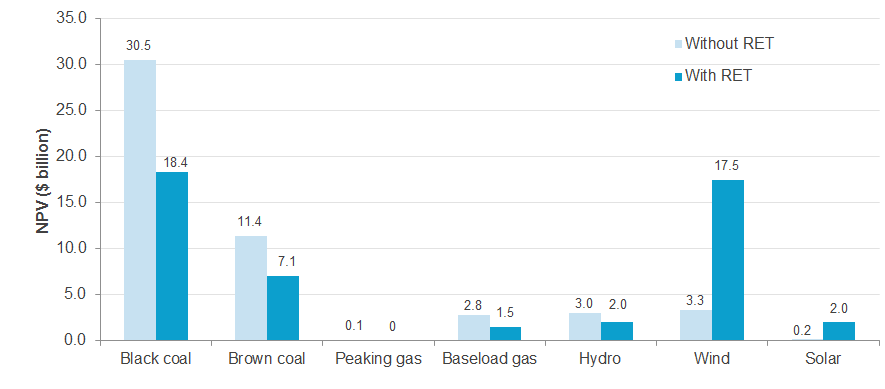 35.0
30.0
25.0
20.0
15.0
10.0
5.0
0.0
NPV ($ billion)
Without RET
With RET
30.5
18.4
11.4
7.1
0.1
0
2.8
1.5
3.0
2.0
3.3
17.5
0.2
2.0
Black coal
Brown coal
Peaking gas
Baseload gas
Hydro
Wind
Solar